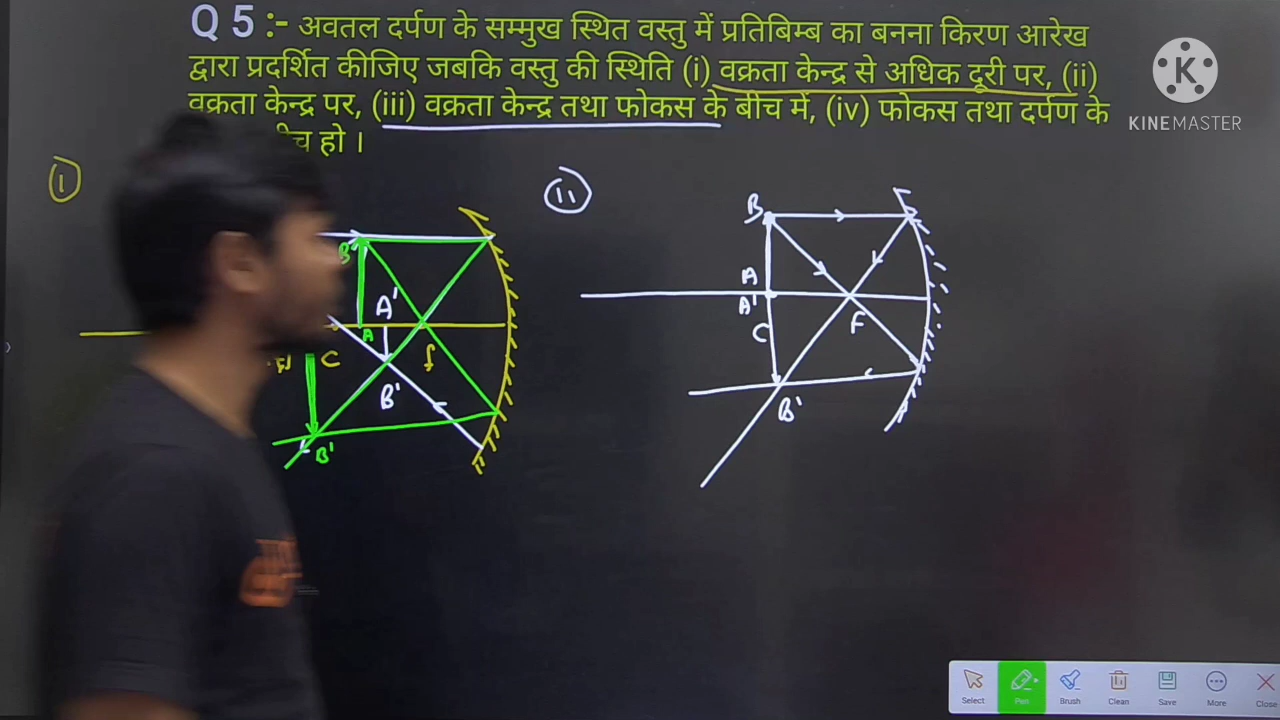 Q 5 :- अवतल दर्पण के सम्मुख स्थित वस्तु में प्रतिबिम्ब का बनना किरण आरेख
द्वारा प्रदर्शित कीजिए जबकि वस्तु की स्थिति (i) वक्रता केन्द्र से अधिक दूरी पर, (ii)
वक्रता केन्द्र पर, (iii) वक्रता केन्द्र तथा फोकस के बीच में, (iv) फोकस तथा दर्पण के
हो ।
KINEMASTER
(i)
(ii)
B
A'
A
C
f
B'
B'
B
A
A'
C
F
B'
Select Pen Brush Clean Save More Close